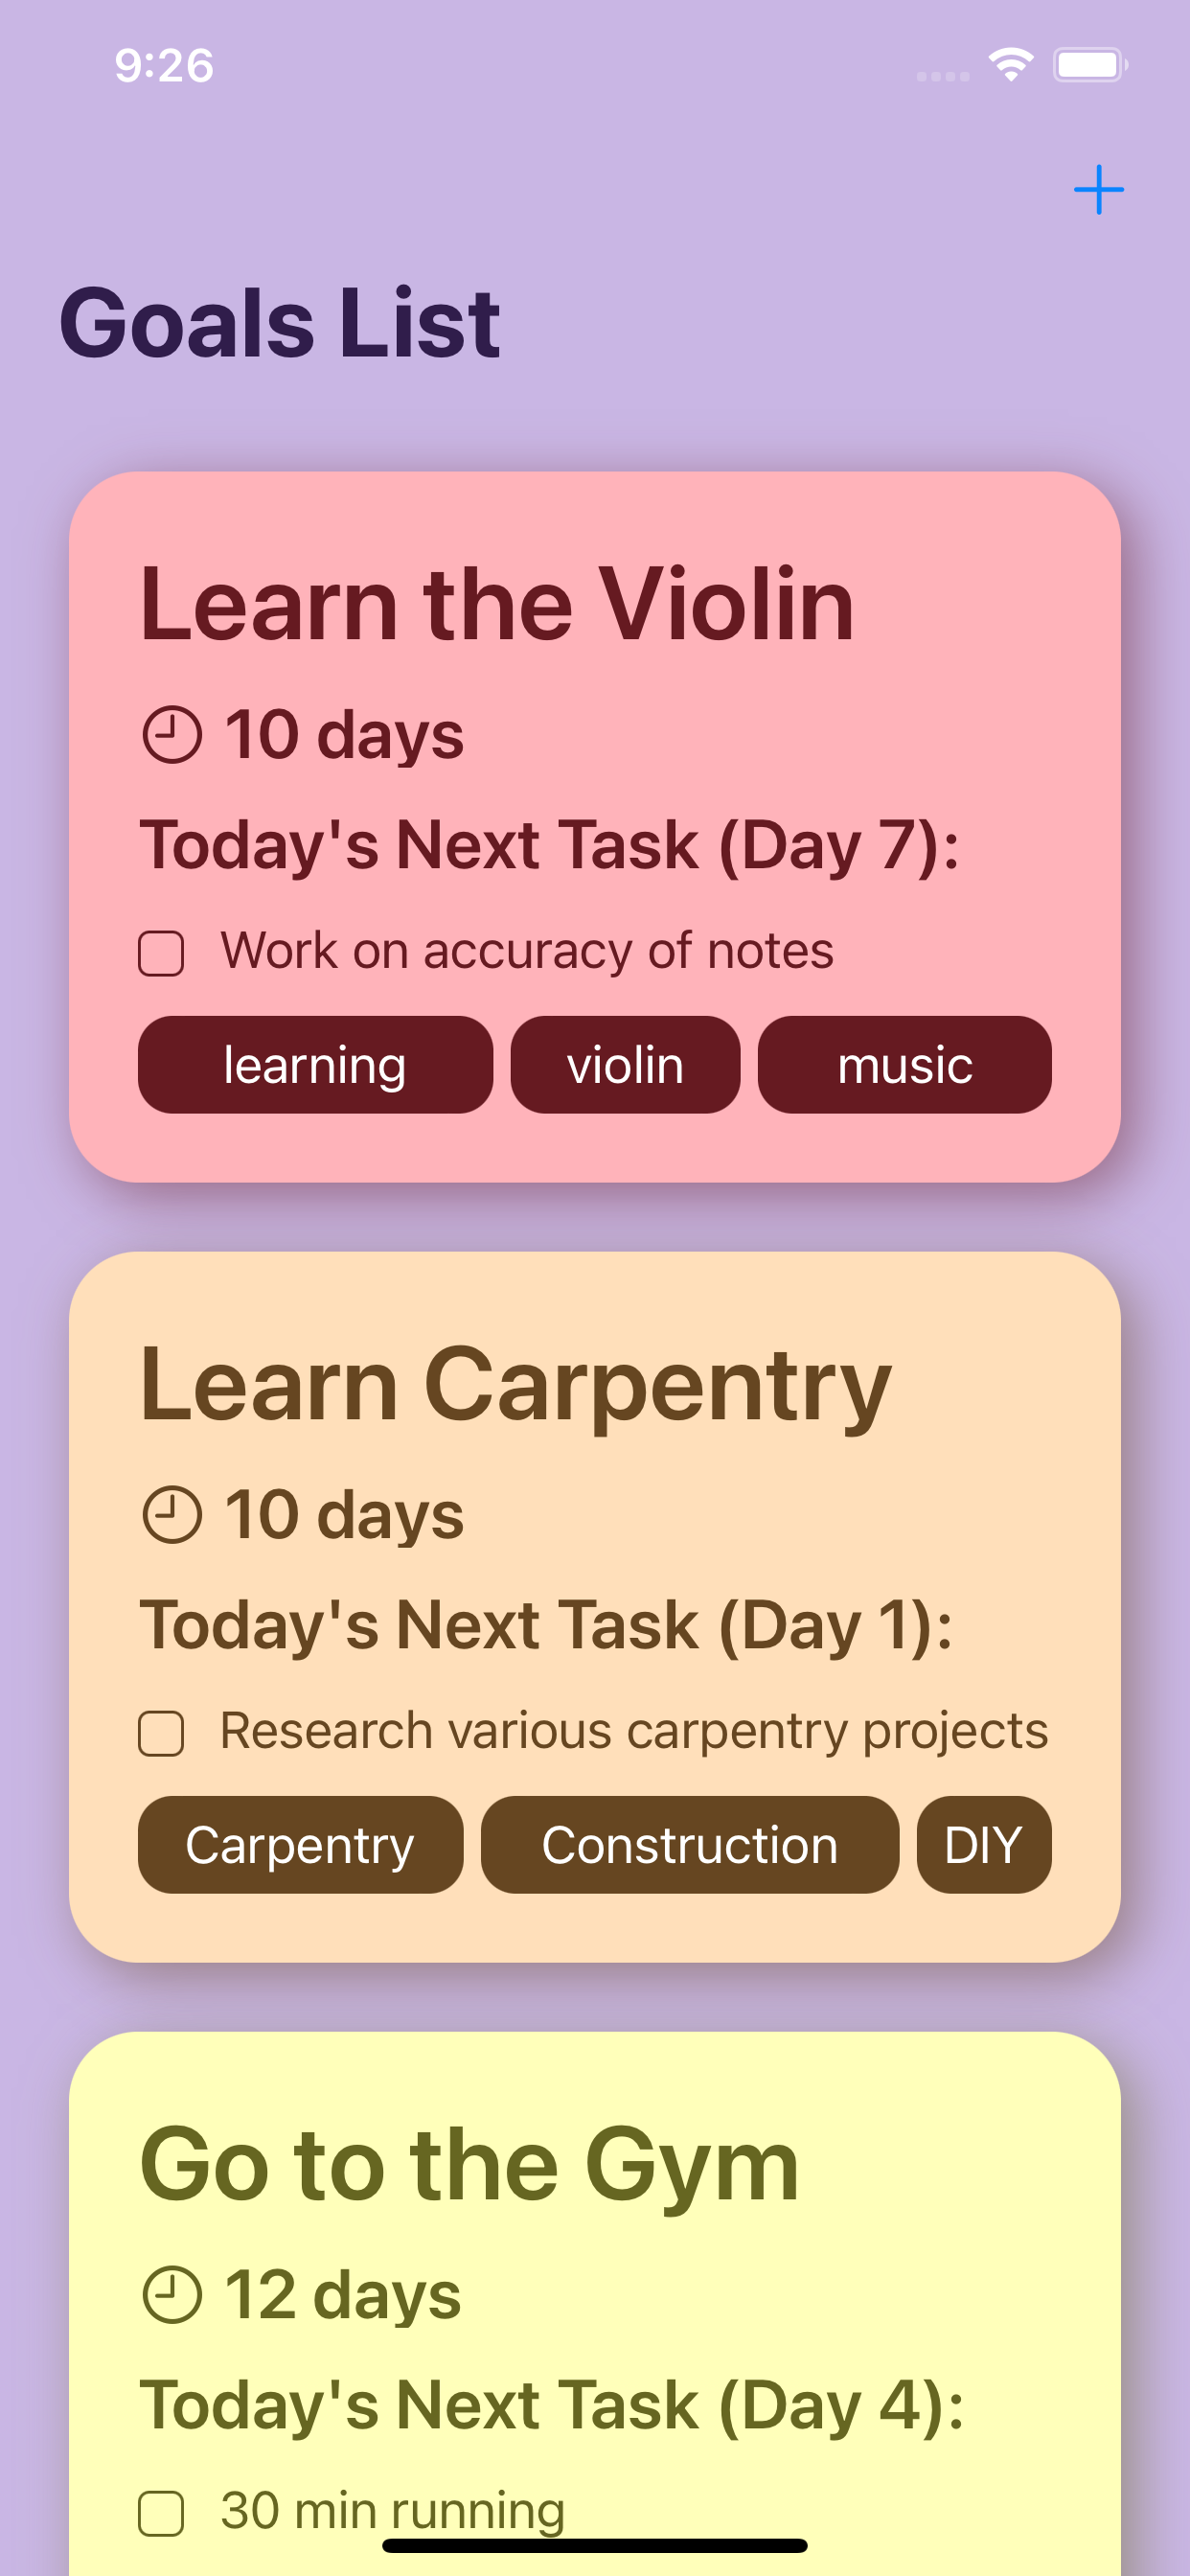 9:26
Goals List
Learn the Violin
10 days
Today's Next Task (Day 7):
Work on accuracy of notes
learning violin music
Learn Carpentry
10 days
Today's Next Task (Day 1):
Research various carpentry projects
Carpentry Construction DIY
Go to the Gym
12 days
Today's Next Task (Day 4):
30 min running